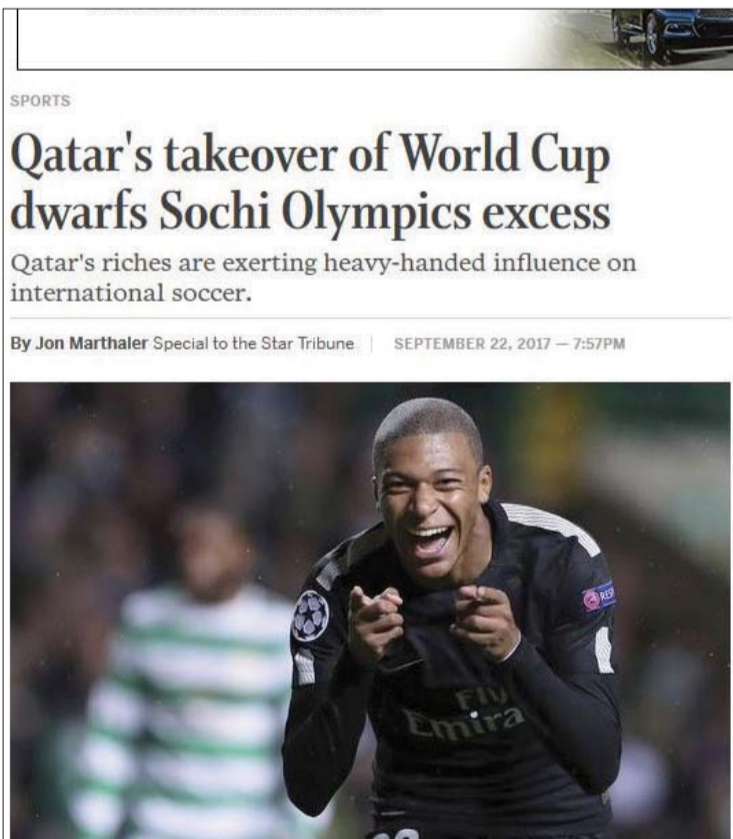 SPORTS
Qatar's takeover of World Cup
dwarfs Sochi Olympics excess
Qatar's riches are exerting heavy-handed influence on
international soccer.
By Jon Marthaler Special to the Star Tribune | SEPTEMBER 22, 2017 — 7:57PM
RES
Fly
Emira